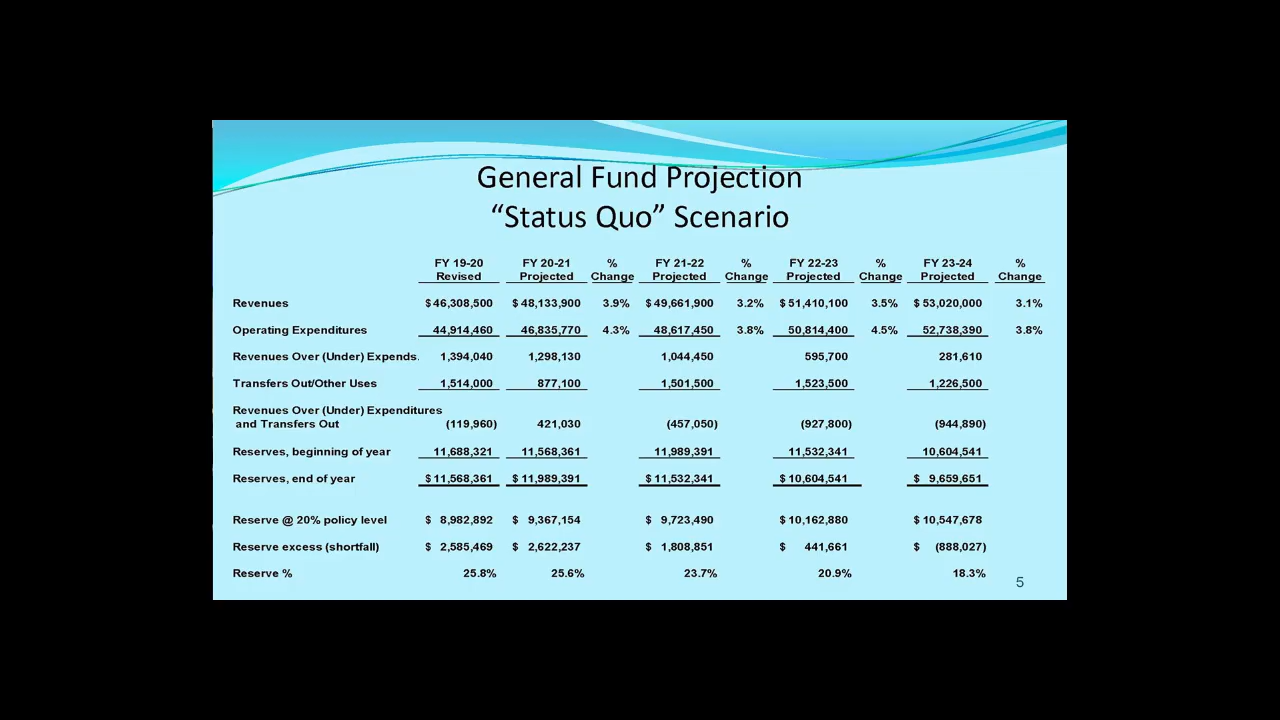 General Fund Projection
“Status Quo” Scenario
FY 19-20 FY 20-21 % FY 21-22 % FY 22-23 % FY 23-24 %
Revised Projected Change Projected Change Projected Change Projected Change
Revenues $ 46,308,500 $ 48,133,900 3.9% $ 49,661,900 3.2% $ 51,410,100 3.5% $ 53,020,000 3.1%
Operating Expenditures 44,914,460 46,835,770 4.3% 48,617,450 3.8% 50,814,400 4.5% 52,738,390 3.8%
Revenues Over (Under) Expends. 1,394,040 1,298,130 1,044,450 595,700 281,610
Transfers Out/Other Uses 1,514,000 877,100 1,501,500 1,523,500 1,226,500
Revenues Over (Under) Expenditures
and Transfers Out (119,960) 421,030 (457,050) (927,800) (944,890)
Reserves, beginning of year 11,688,321 11,568,361 11,989,391 11,532,341 10,604,541
Reserves, end of year $ 11,568,361 $ 11,989,391 $ 11,532,341 $ 10,604,541 $ 9,659,651
Reserve @ 20% policy level $ 8,982,892 $ 9,367,154 $ 9,723,490 $ 10,162,880 $ 10,547,678
Reserve excess (shortfall) $ 2,585,469 $ 2,622,237 $ 1,808,851 $ 441,661 $ (888,027)
Reserve % 25.8% 25.6% 23.7% 20.9% 18.3%
5